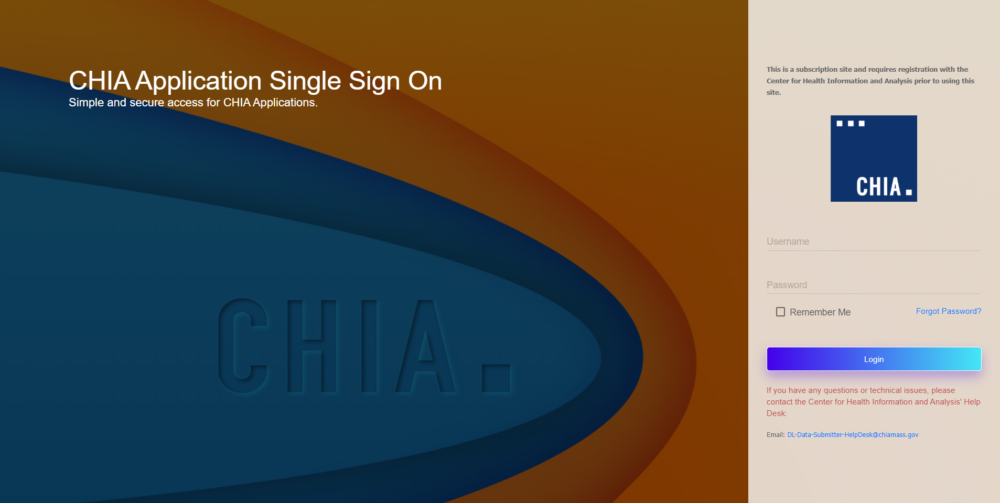 CHIA Application Single Sign On
Simple and secure access for CHIA Applications.
CHIA.
This is a subscription site and requires registration with the
Center for Health Information and Analysis prior to using this
site.
CHIA.
Username
Password
Remember Me
Forgot Password?
Login
If you have any questions or technical issues, please
contact the Center for Health Information and Analysis' Help
Desk:
Email: DL-Data-Submitter-HelpDesk@chiamass.gov